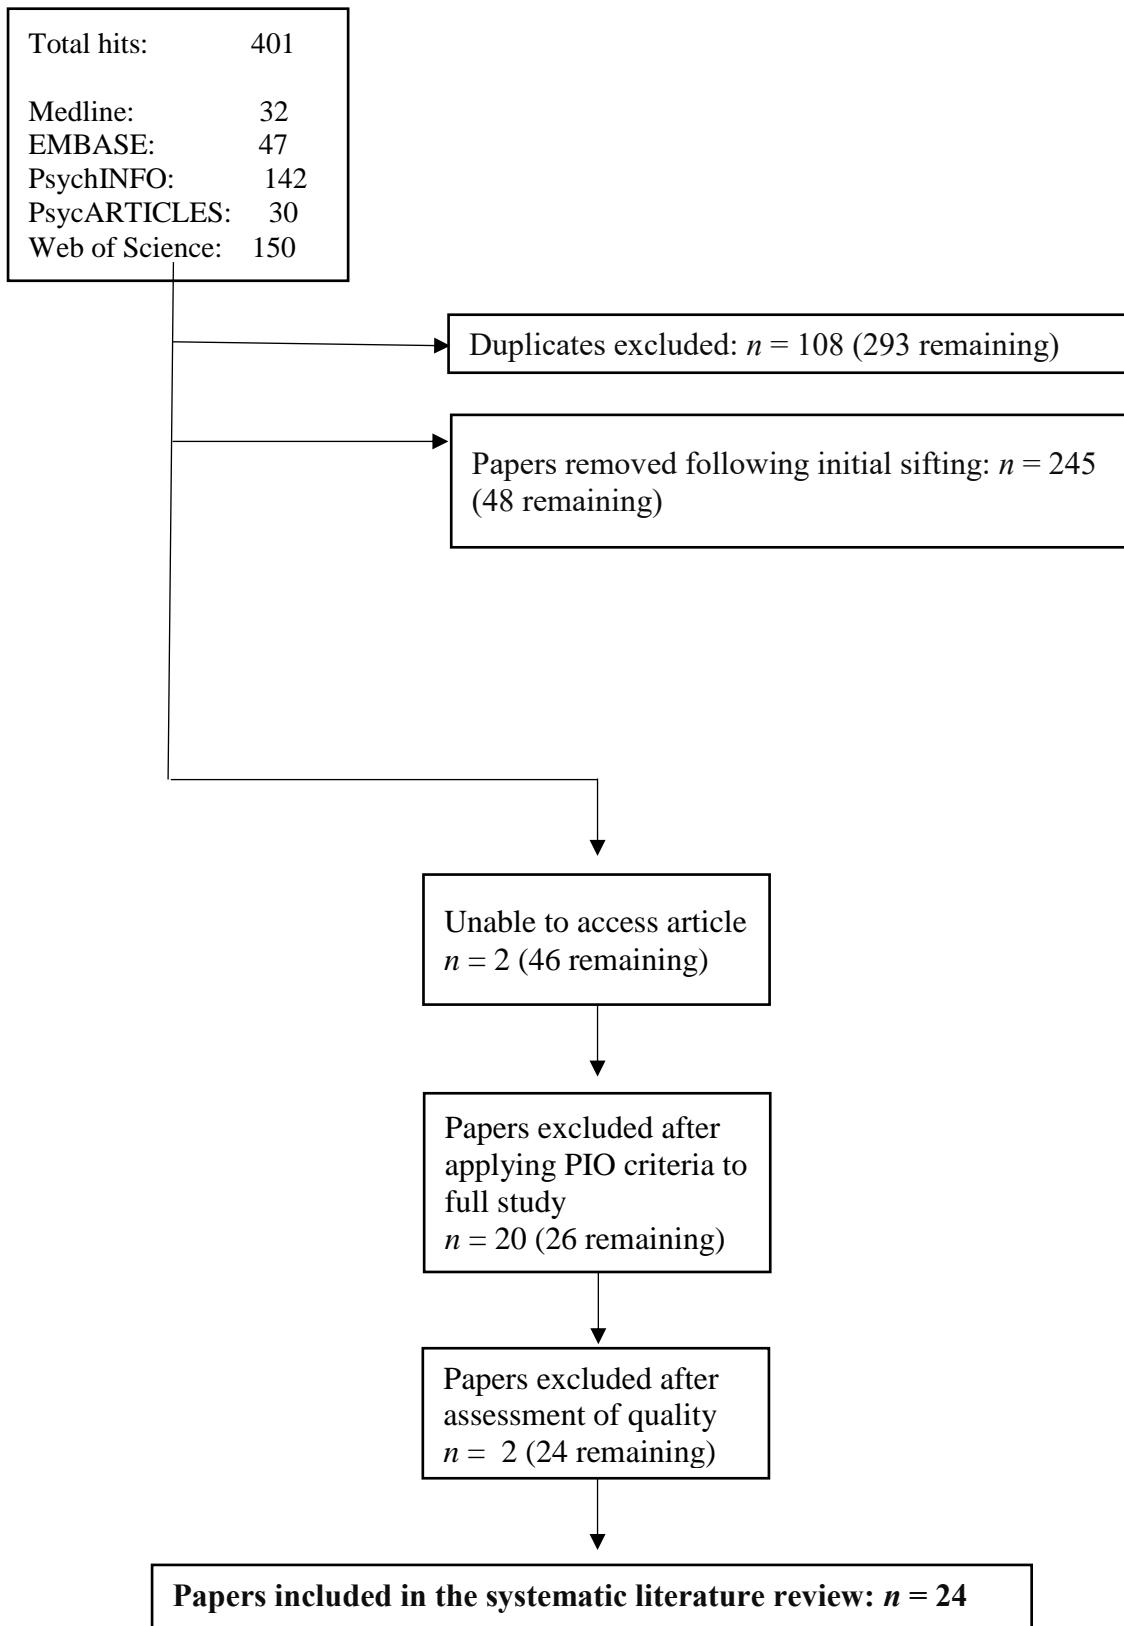 Total hits: 401
Medline: 32
EMBASE: 47
PsychINFO: 142
PsycARTICLES: 30
Web of Science: 150
Duplicates excluded: n = 108 (293 remaining)
Papers removed following initial sifting: n = 245
(48 remaining)
Unable to access article
n = 2 (46 remaining)
Papers excluded after
applying PIO criteria to
full study
n = 20 (26 remaining)
Papers excluded after
assessment of quality
n = 2 (24 remaining)
Papers included in the systematic literature review: n = 24